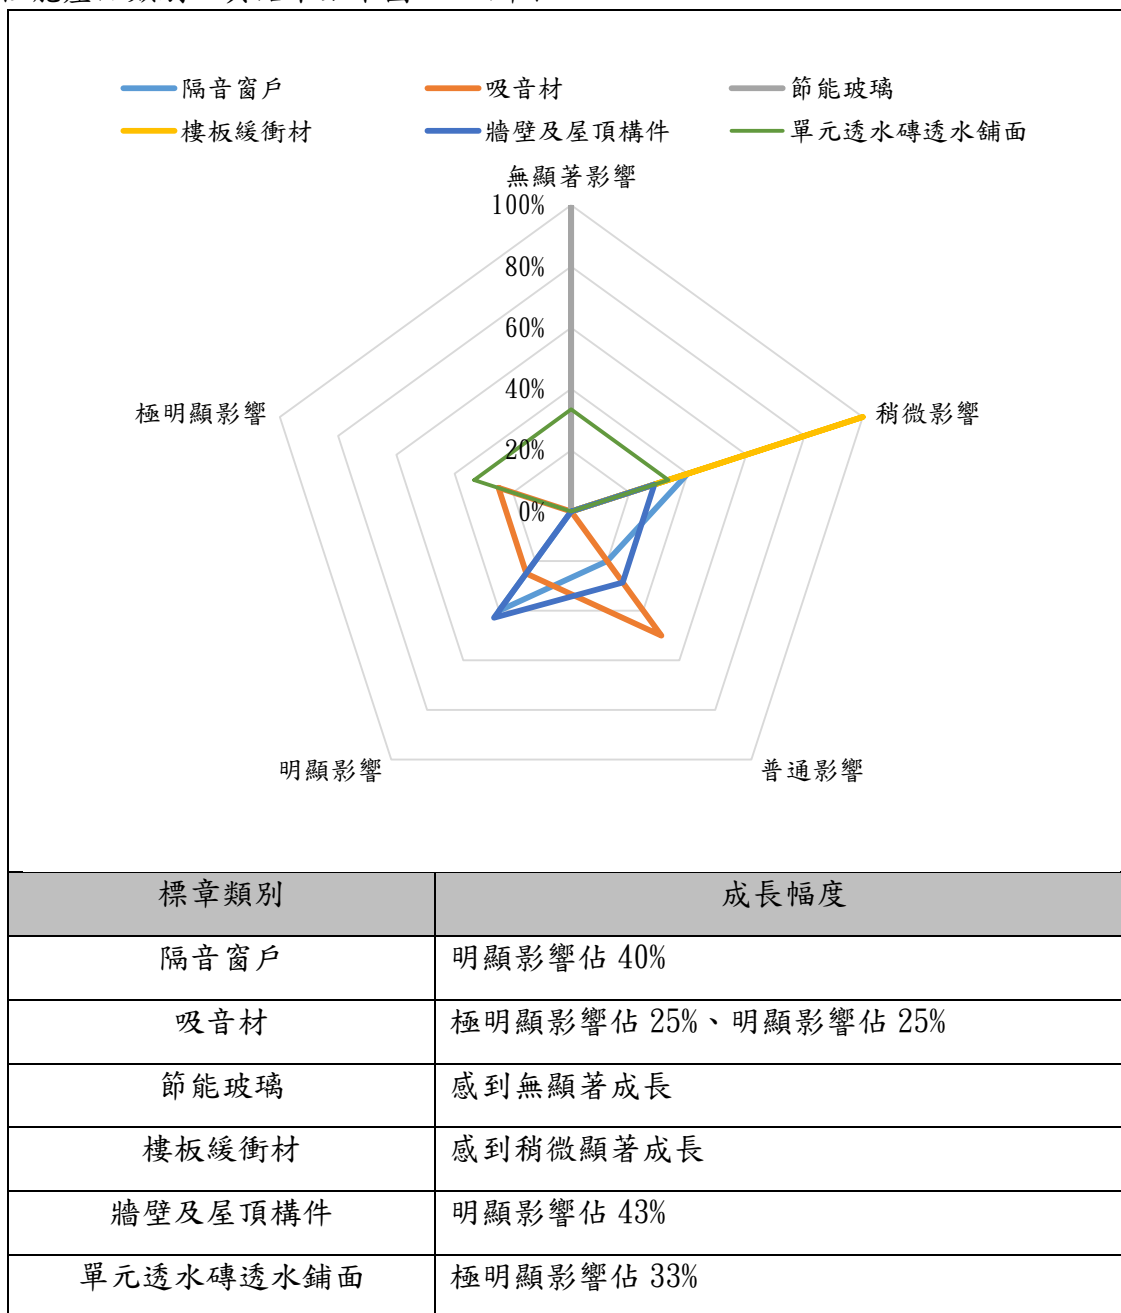 隔音窗戶 吸音材 節能玻璃
樓板緩衝材 牆壁及屋頂構件 單元透水磚透水舖面
無顯著影響
100%
80%
60%
40%
20%
0%
極明顯影響 稍微影響
明顯影響 普通影響
標章類別 成長幅度
隔音窗戶 明顯影響佔 40%
吸音材 極明顯影響佔 25%、明顯影響佔 25%
節能玻璃 感到無顯著成長
樓板緩衝材 感到稍微顯著成長
牆壁及屋頂構件 明顯影響佔 43%
單元透水磚透水鋪面 極明顯影響佔 33%